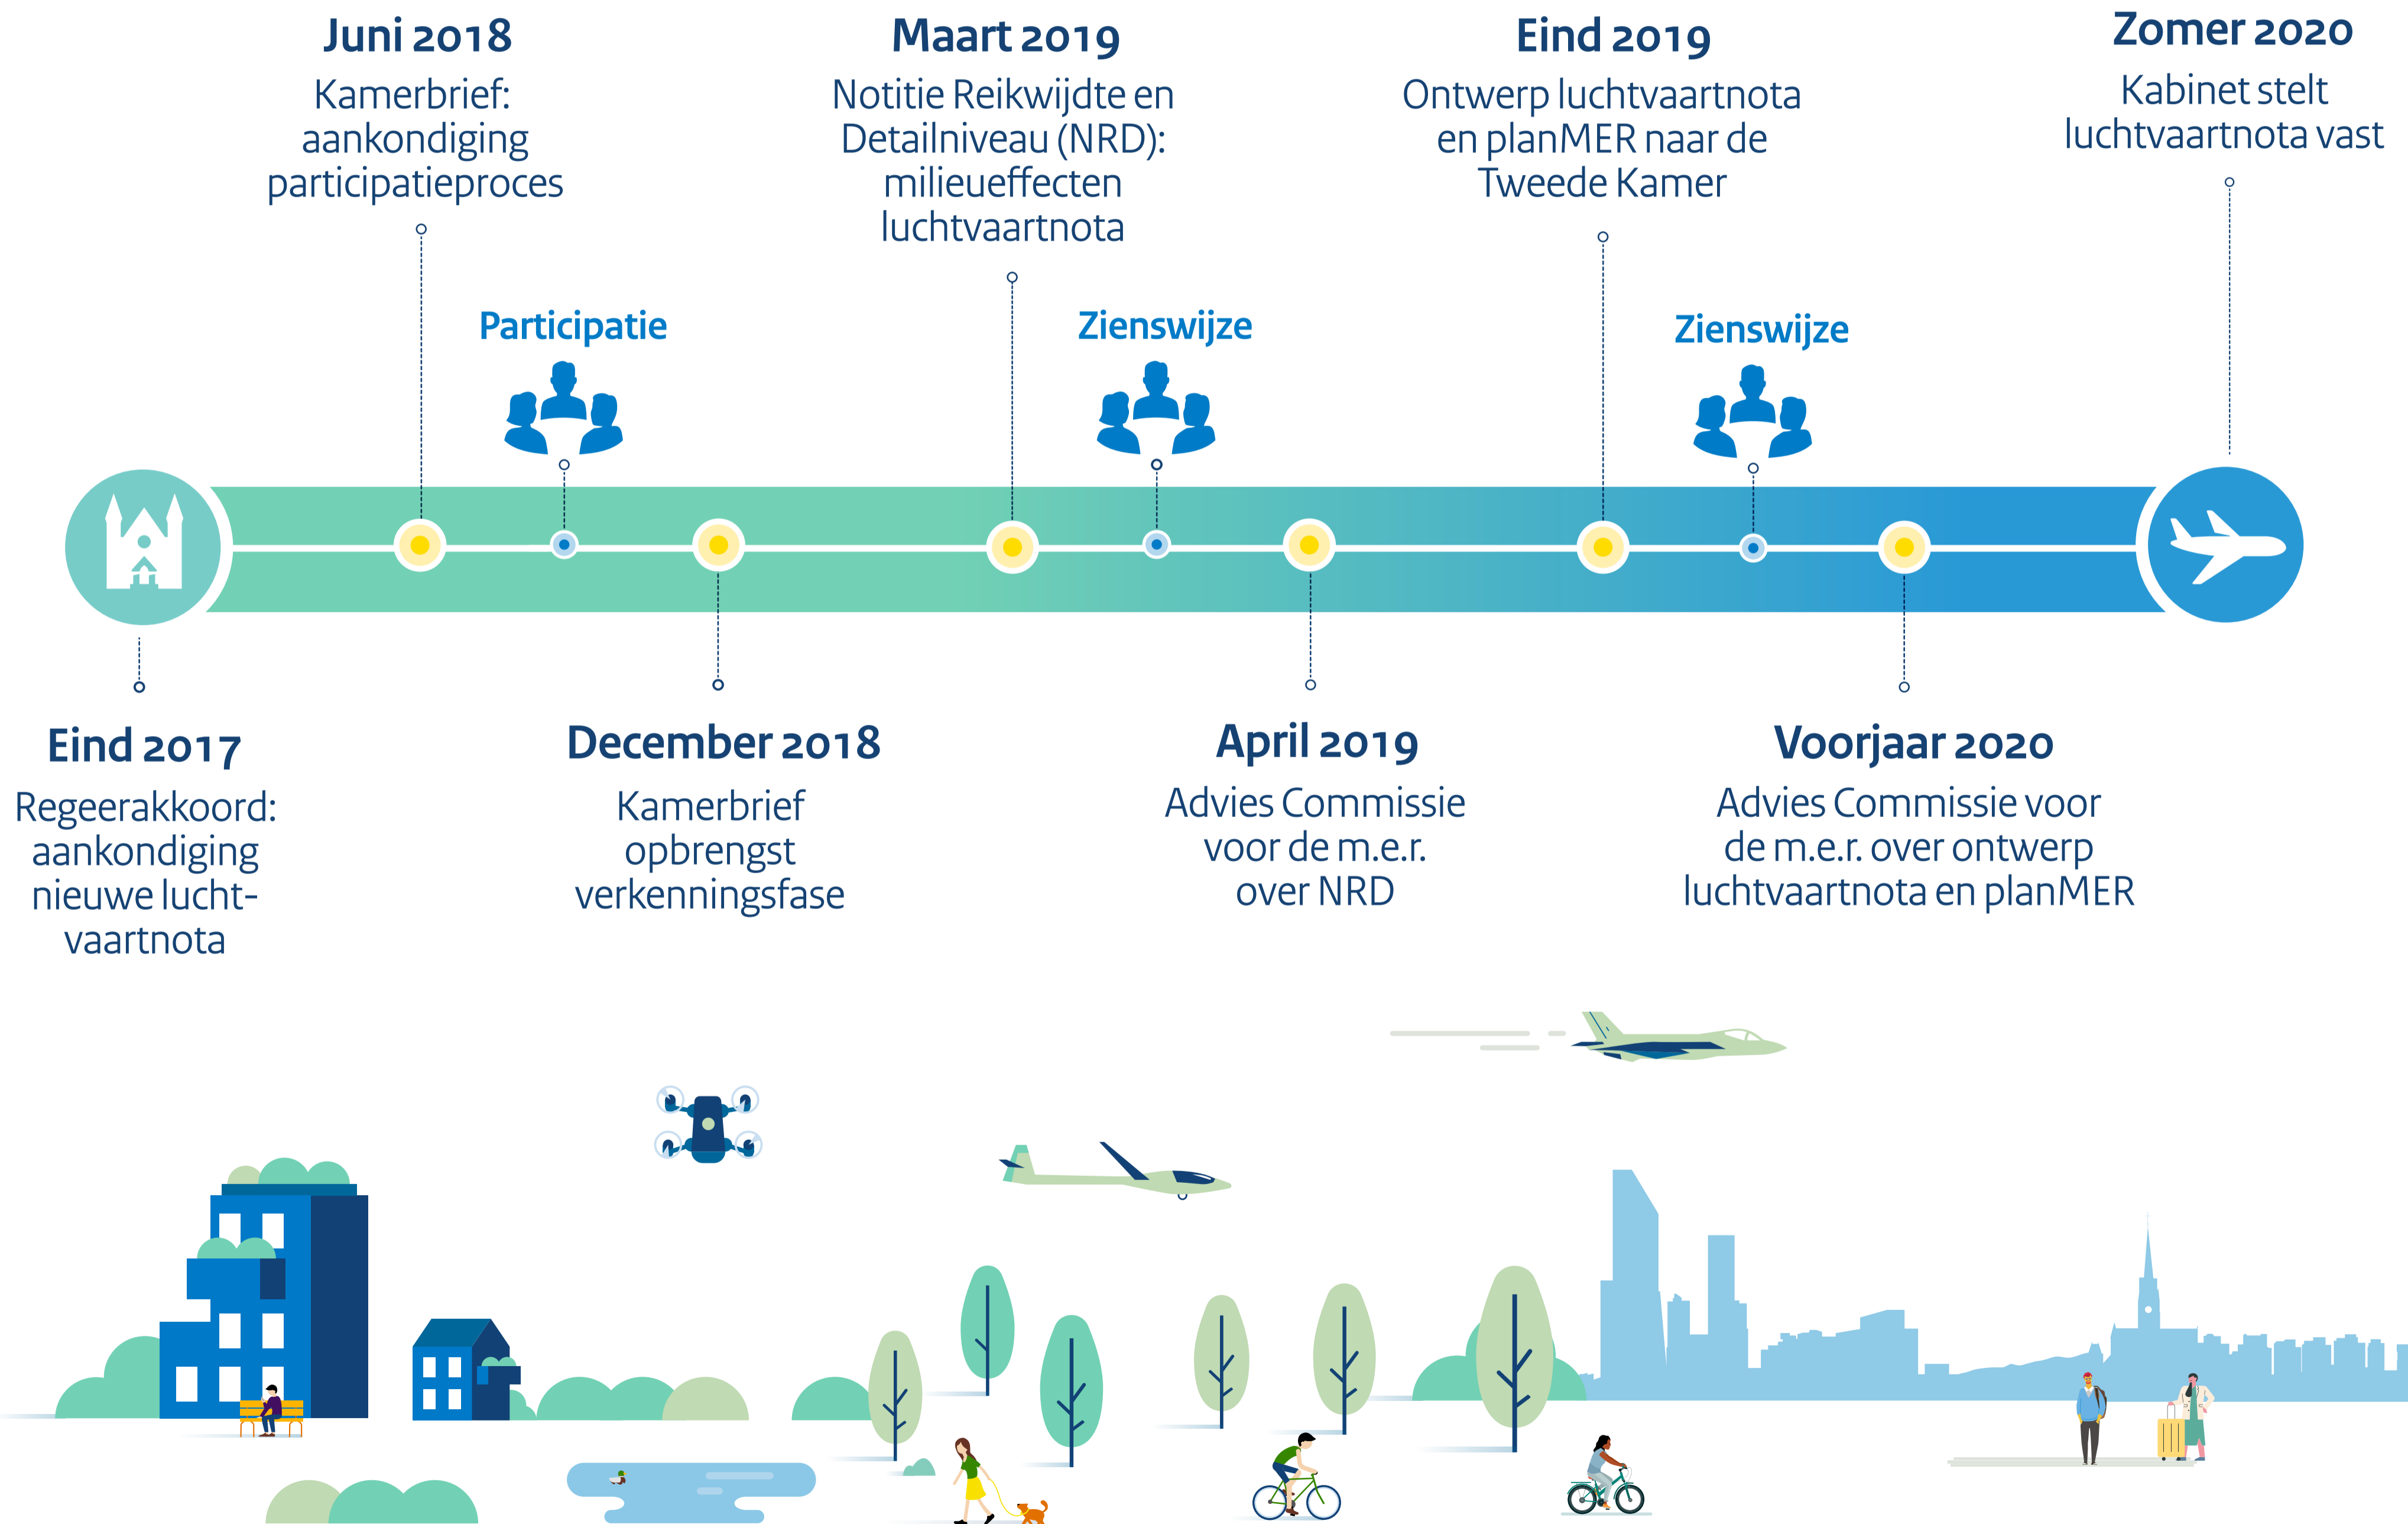 Juni 2018
Kamerbrief:
aankondiging
participatieproces
Maart 2019
Notitie Reikwijdte en
Detailniveau (NRD):
milieueffecten
luchtvaartnota
Eind 2019
Ontwerp luchtvaartnota
en planMER naar de
Tweede Kamer
Zomer 2020
Kabinet stelt
luchtvaartnota vast
Participatie
Zienswijze
Zienswijze
Eind 2017
Regeerakkoord:
aankondiging
nieuwe lucht-
vaartnota
December 2018
Kamerbrief
opbrengst
verkenningsfase
April 2019
Advies Commissie
voor de m.e.r.
over NRD
Voorjaar 2020
Advies Commissie voor
de m.e.r. over ontwerp
luchtvaartnota en planMER